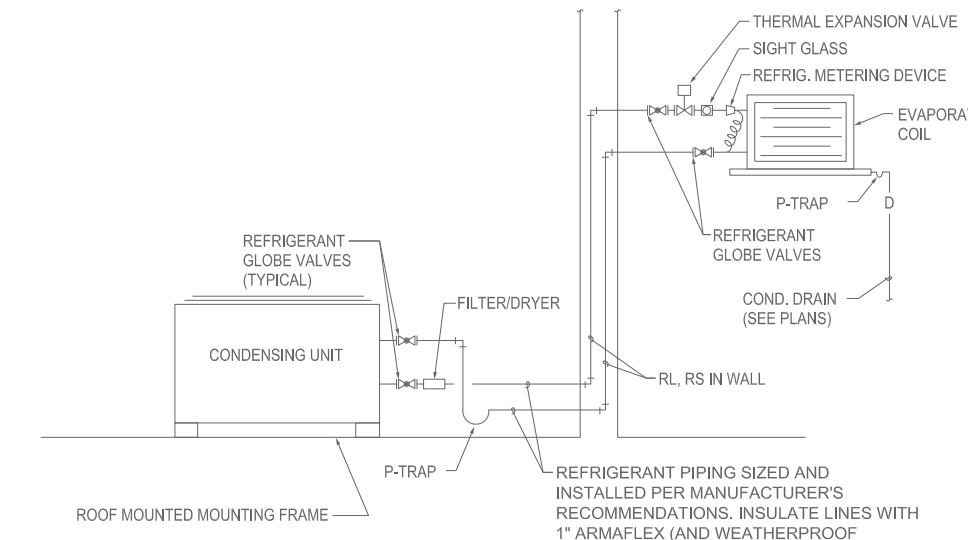 THERMAL EXPANSION VALVE
SIGHT GLASS
REFRIG. METERING DEVICE
COIL
P-TRAP
D
REFRIGERANT
GLOBE VALVES
REFRIGERANT
GLOBE VALVES
(TYPICAL)
FILTER/DRYER
COND. DRAIN
(SEE PLANS)
CONDENSING UNIT
RL, RS IN WALL
P-TRAP
REFRIGERANT PIPING SIZED AND
INSTALLED PER MANUFACTURER'S
RECOMMENDATIONS. INSULATE LINES WITH
1" ARMAFLEX (AND WEATHERPROOF
ROOF MOUNTED MOUNTING FRAME